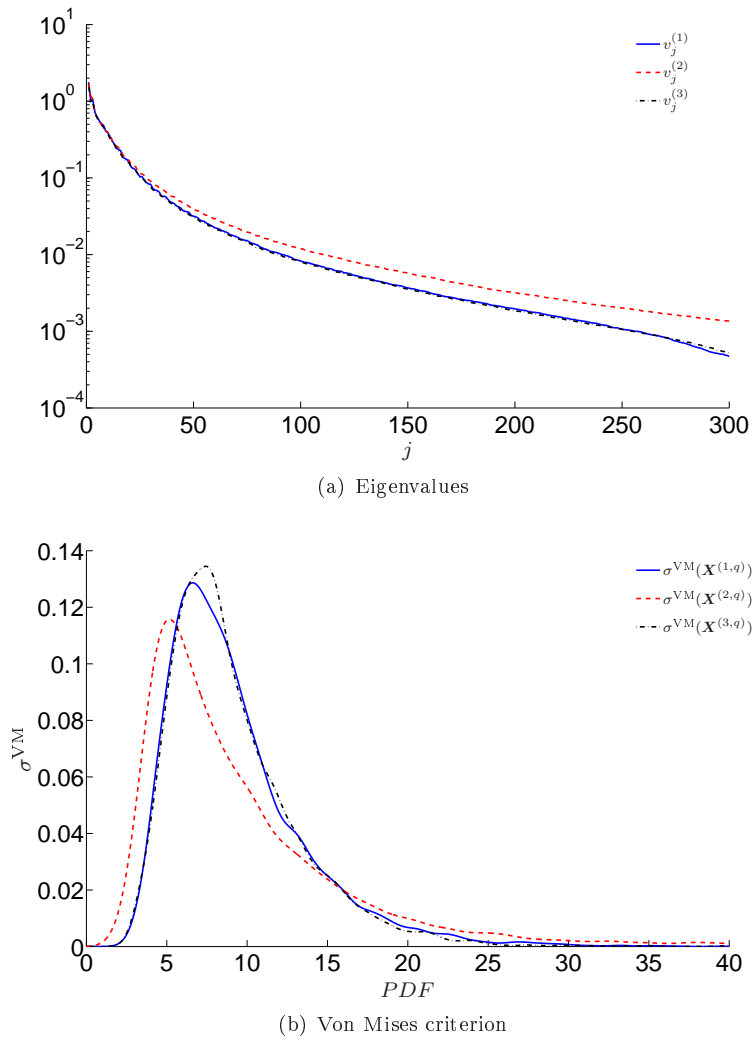 10^1
10^0
10^-1
10^-2
10^-3
10^-4
0 50 100 150 200 250 300
j
v_j^(1)
v_j^(2)
v_j^(3)
(a) Eigenvalues
0.14
0.12
0.1
0.08
0.06
0.04
0.02
0
σ^VM
0 5 10 15 20 25 30 35 40
PDF
σ^VM(X^(1,q))
σ^VM(X^(2,q))
σ^VM(X^(3,q))
(b) Von Mises criterion